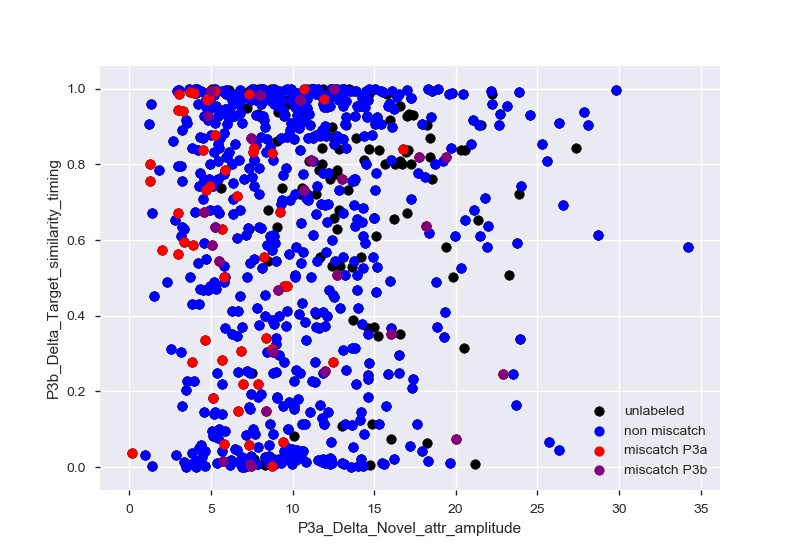 1.0
0.8
0.6
0.4
0.2
0.0
P3b_Delta_Target_similarity_timing
unlabeled
non miscatch
miscatch P3a
miscatch P3b
0 5 10 15 20 25 30 35
P3a_Delta_Novel_attr_amplitude